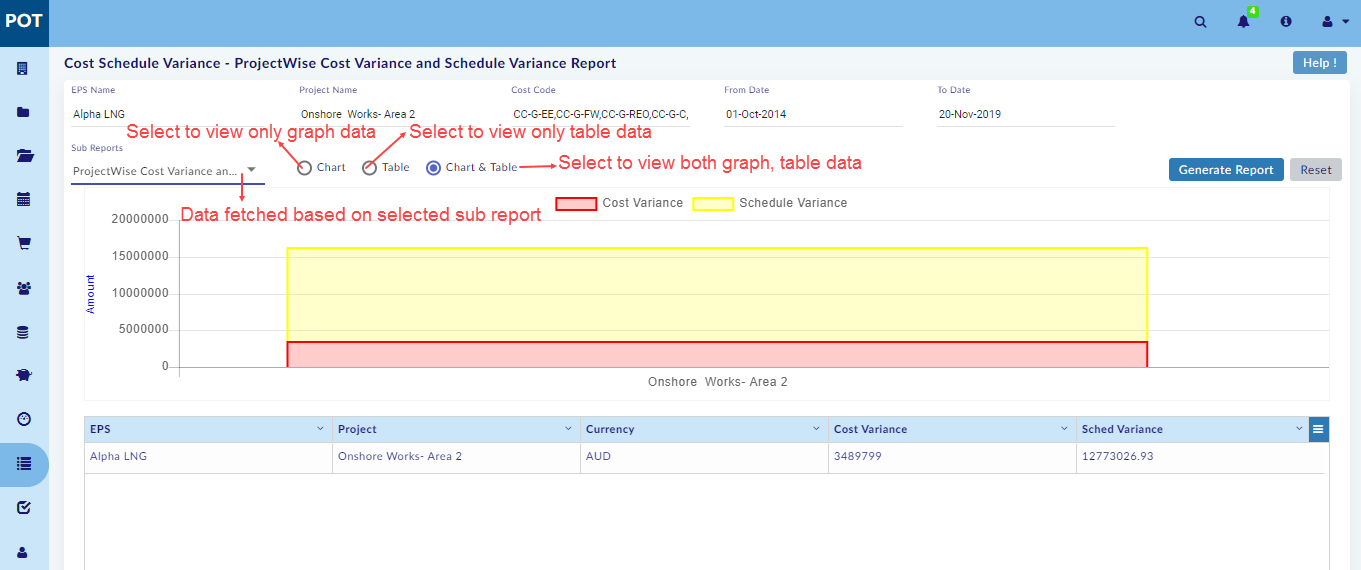 POT
4
Cost Schedule Variance - ProjectWise Cost Variance and Schedule Variance Report
Help !
EPS Name
Project Name
Cost Code
From Date
To Date
Alpha LNG
Onshore Works- Area 2
CC-G-EE,CC-G-FW,CC-G-REO,CC-G-C,
01-Oct-2014
20-Nov-2019
Select to view only graph data
Select to view only table data
Sub Reports
ProjectWise Cost Variance an...
Chart
Table
Chart & Table
Select to view both graph, table data
Generate Report
Reset
Data fetched based on selected sub report
Cost Variance
Schedule Variance
Amount
20000000
15000000
10000000
5000000
0
Onshore Works- Area 2
EPS
Project
Currency
Cost Variance
Sched Variance
Alpha LNG
Onshore Works- Area 2
AUD
3489799
12773026.93